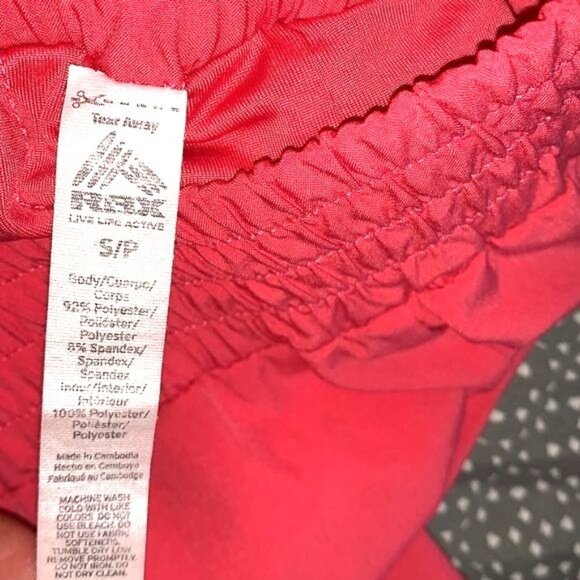 Tear Away
RBX
LIVE LIFE ACTIVE
S/P
Body/Cuerpo/
Corps
92% Polyester/
Poliéster/
Polyester
8% Spandex/
Spandex/
Spandex
Inner/Interior/
Intérieur
100% Polyester/
Poliéster/
Polyester
Made in Cambodia
Hecho en Camboya
Fabriqué au Cambodge
MACHINE WASH
COLD WITH LIKE
COLORS. DO NOT
USE BLEACH. DO
NOT USE FABRIC
SOFTENERS.
TUMBLE DRY LOW
REMOVE PROMPTLY.
DO NOT IRON. DO
NOT DRY CLEAN.